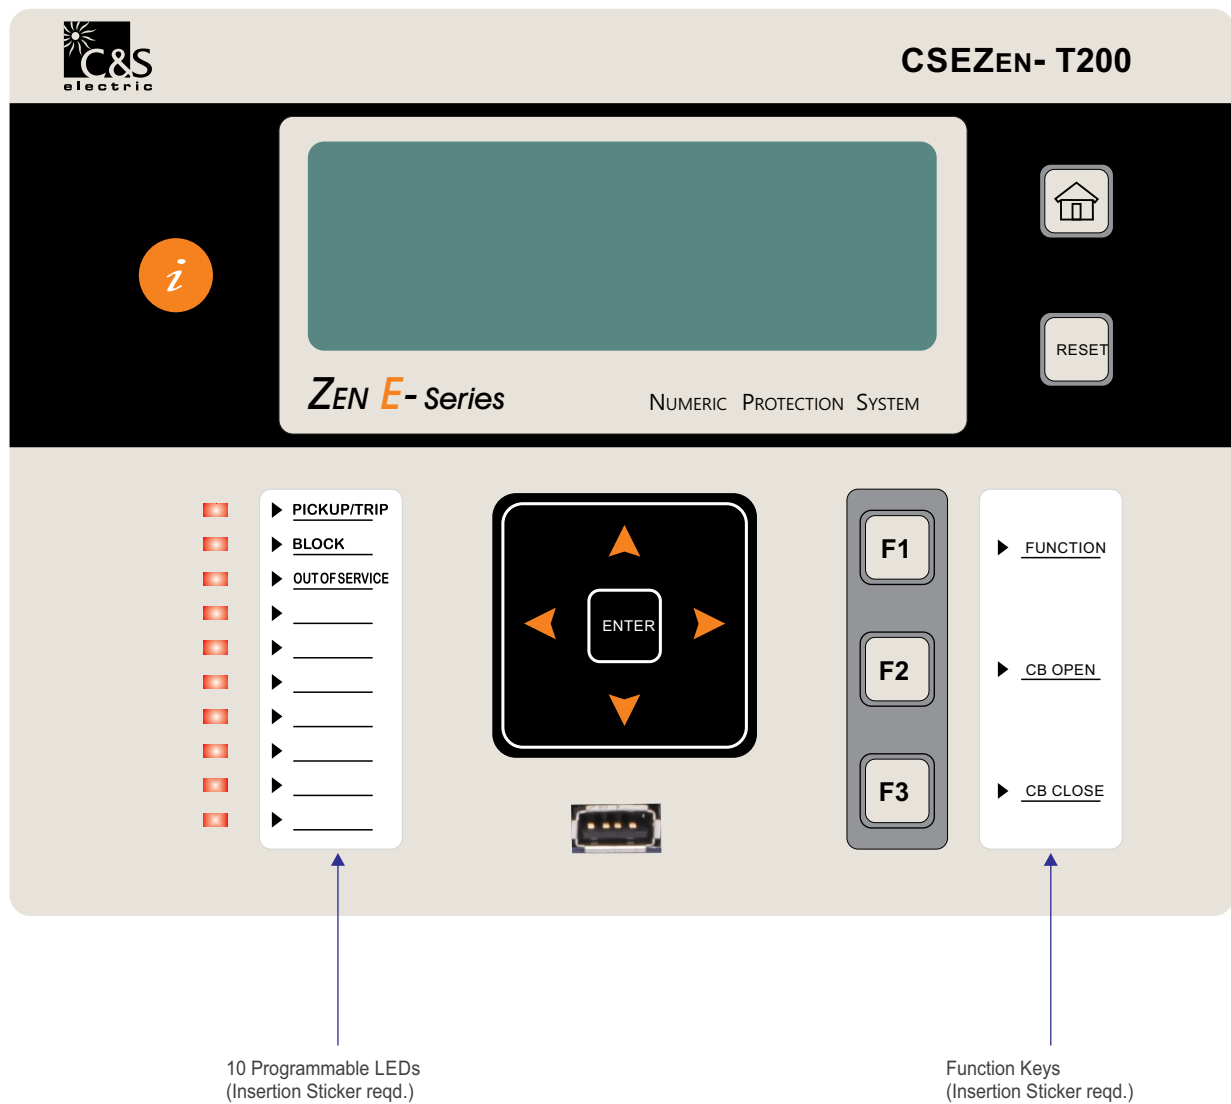 C&S
electric
CSEZEN- T200
i
RESET
ZEN E- Series
NUMERIC PROTECTION SYSTEM
PICKUP/TRIP
BLOCK
OUT OF SERVICE
ENTER
F1
F2
F3
FUNCTION
CB OPEN
CB CLOSE
10 Programmable LEDs
(Insertion Sticker reqd.)
Function Keys
(Insertion Sticker reqd.)